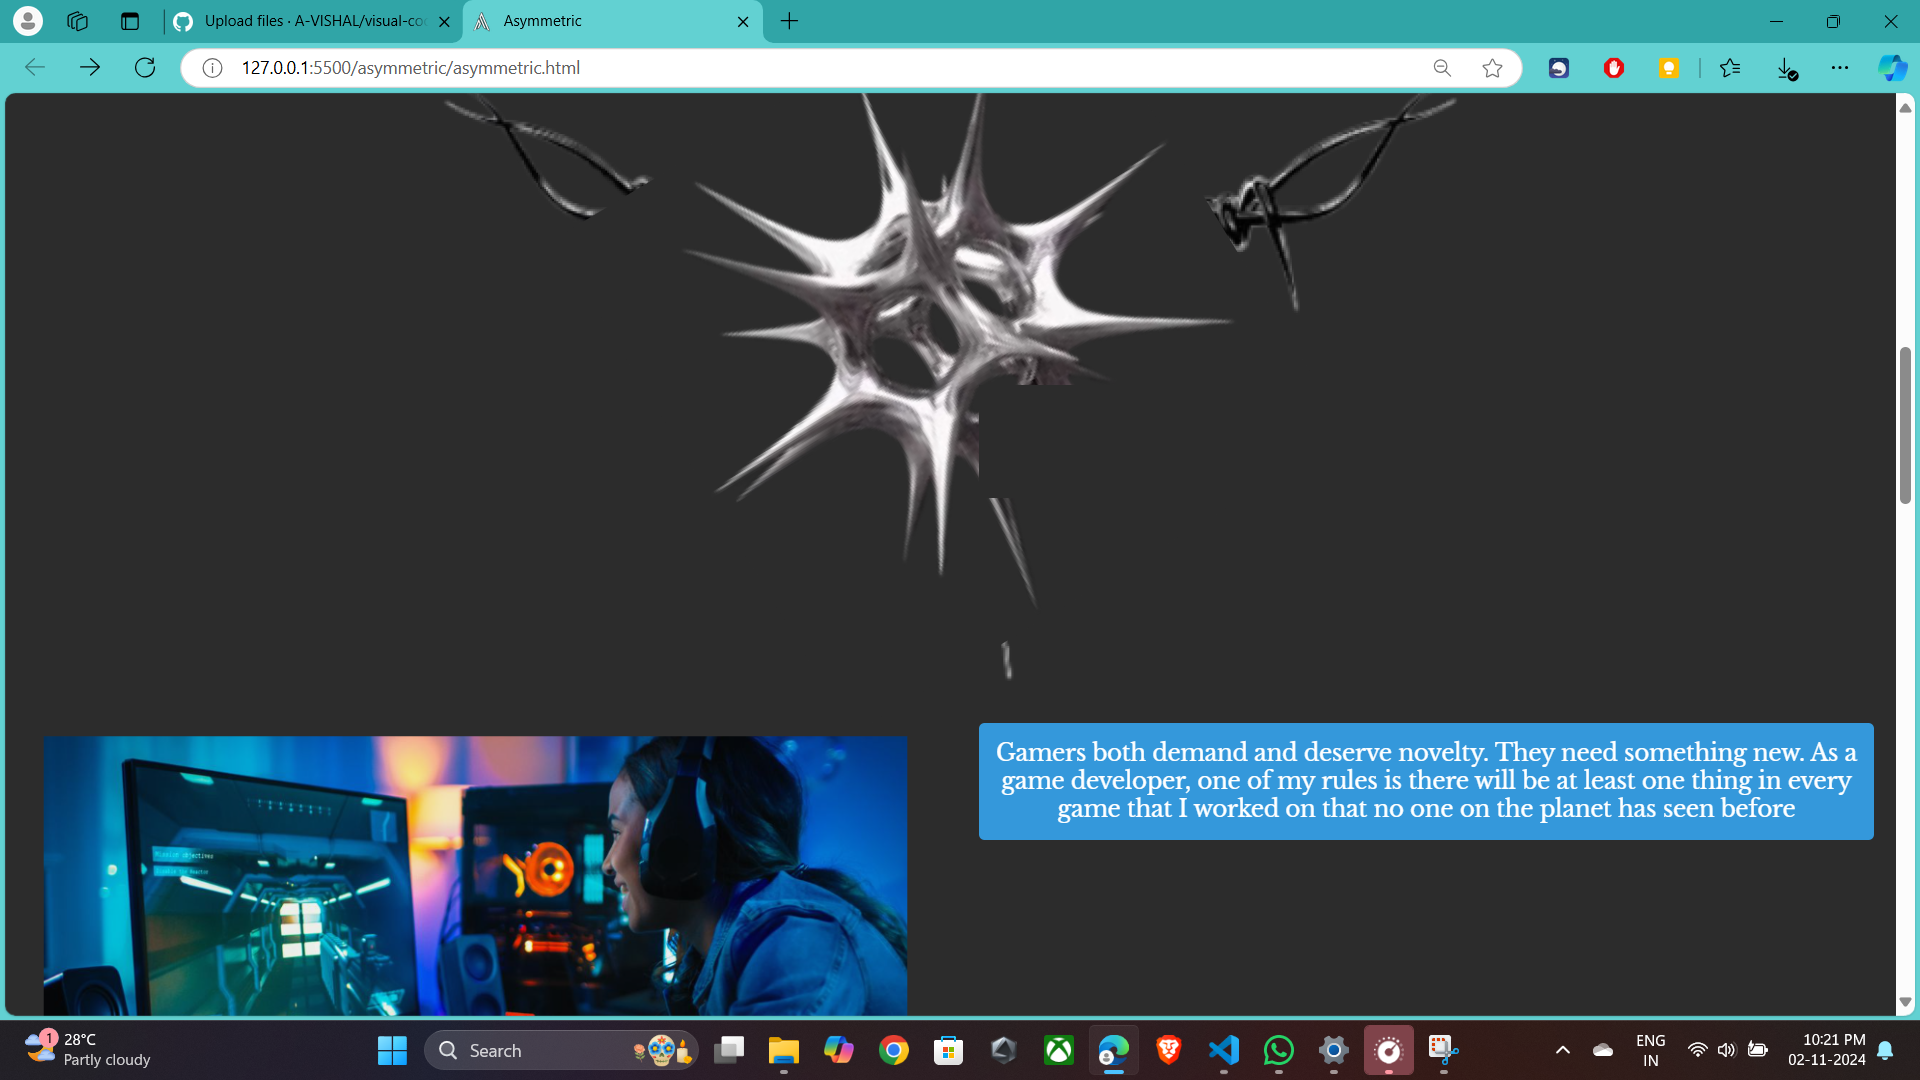 Upload files · A-VISHAL/visual-co
Asymmetric
127.0.0.1:5500/asymmetric/asymmetric.html
Gamers both demand and deserve novelty. They need something new. As a
game developer, one of my rules is there will be at least one thing in every
game that I worked on that no one on the planet has seen before
Mission objectives
1
28°C
Partly cloudy
Search
ENG
IN
10:21 PM
02-11-2024